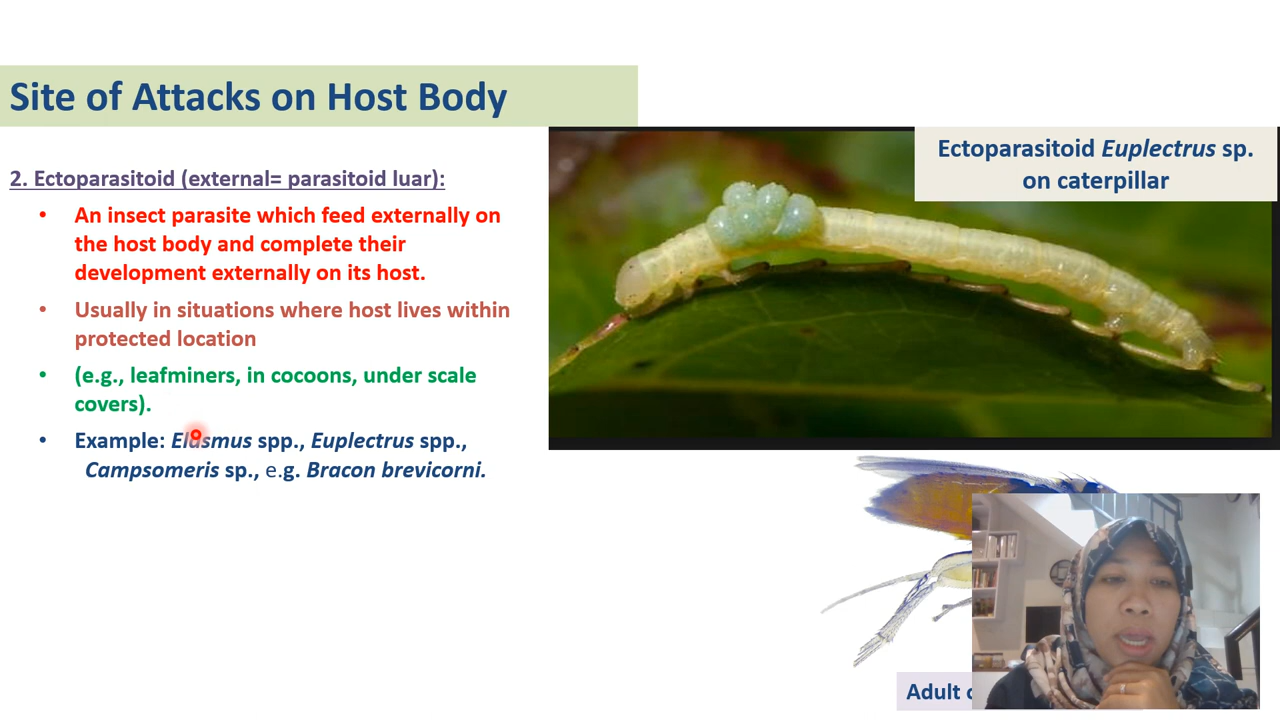 Site of Attacks on Host Body
2. Ectoparasitoid (external= parasitoid luar):
• An insect parasite which feed externally on
the host body and complete their
development externally on its host.
• Usually in situations where host lives within
protected location
• (e.g., leafminers, in cocoons, under scale
covers).
• Example: Elasmus spp., Euplectrus spp.,
Campsomeris sp., e.g. Bracon brevicorni.
Ectoparasitoid Euplectrus sp.
on caterpillar
Adult